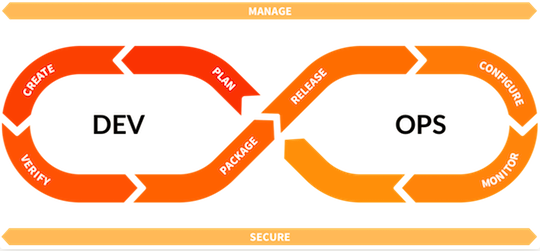 MANAGE
CREATE
PLAN
RELEASE
CONFIGURE
DEV
OPS
VERIFY
PACKAGE
MONITOR
SECURE